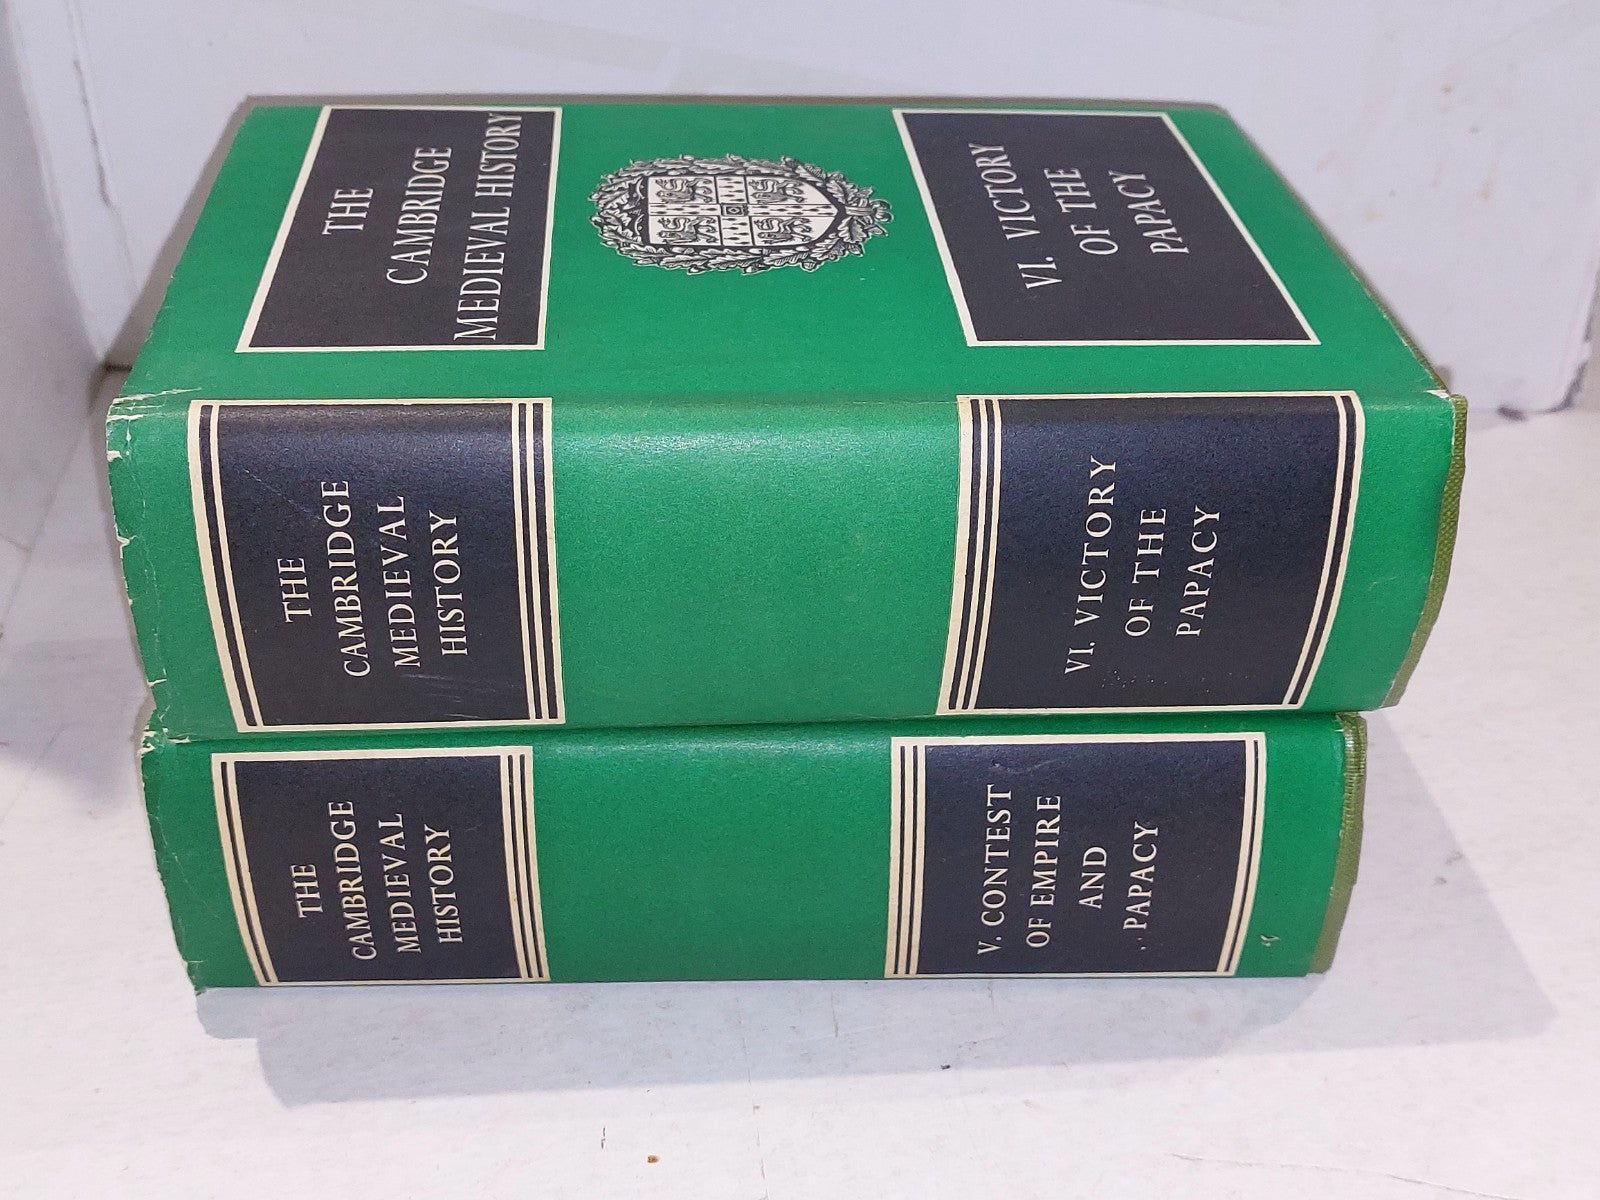 THE
CAMBRIDGE
MEDIEVAL HISTORY
VI. VICTORY
OF THE
PAPACY
THE
CAMBRIDGE
MEDIEVAL
HISTORY
VI. VICTORY
OF THE
PAPACY
THE
CAMBRIDGE
MEDIEVAL
HISTORY
V. CONTEST
OF EMPIRE
AND
PAPACY